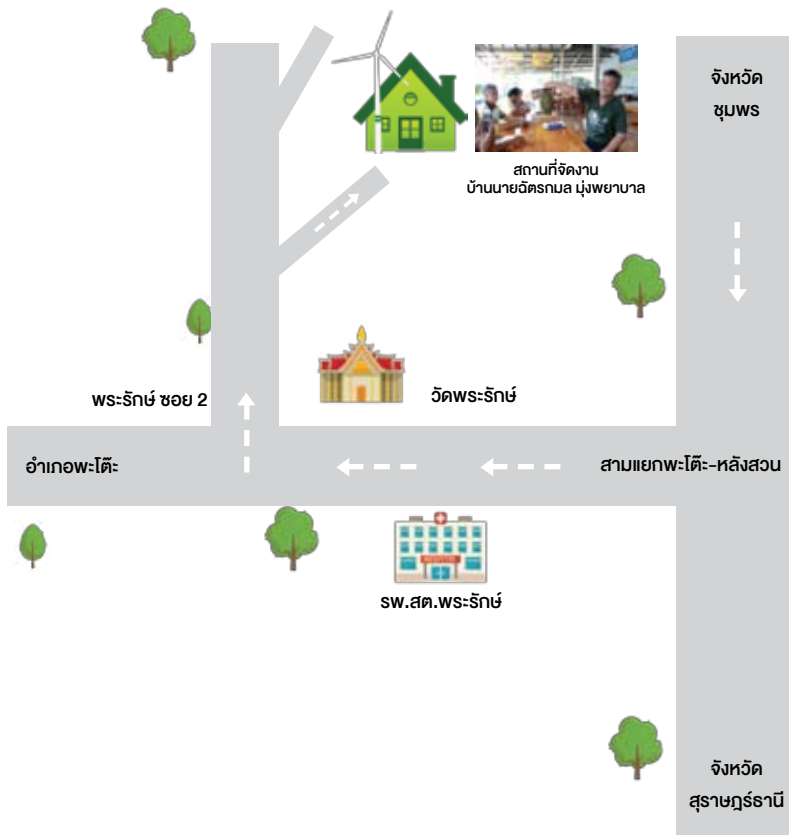 จังหวัด
ชุมพร
สถานที่จัดงาน
บ้านนายฉัตรกมล มุ่งพยาบาล
พระรักษ์ ซอย 2
วัดพระรักษ์
อำเภอพะโต๊ะ
สามแยกพะโต๊ะ-หลังสวน
HOSPITAL
รพ.สต.พระรักษ์
จังหวัด
สุราษฎร์ธานี